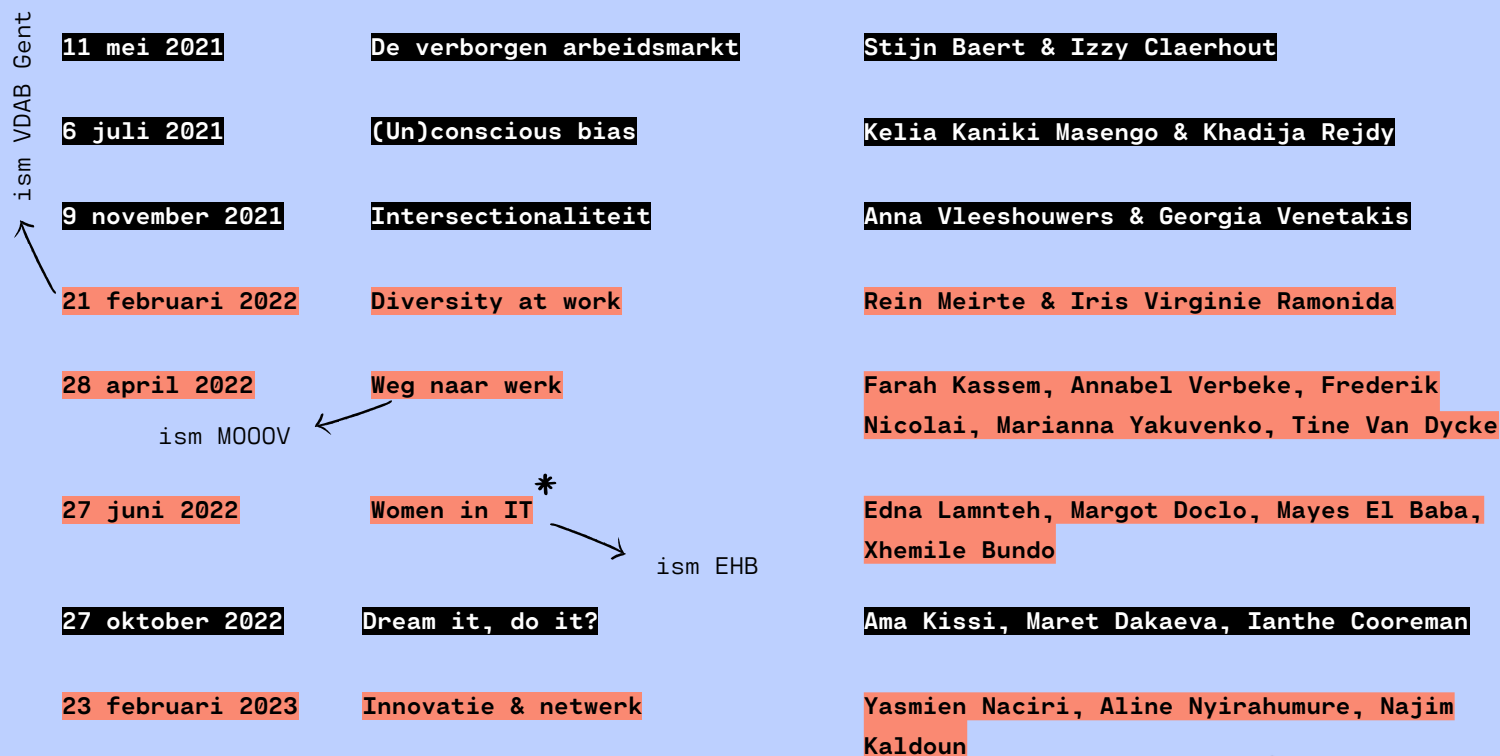 ism VDAB Gent
11 mei 2021 De verborgen arbeidsmarkt Stijn Baert & Izzy Claerhout
6 juli 2021 (Un)conscious bias Kelia Kaniki Masengo & Khadija Rejdy
9 november 2021 Intersectionaliteit Anna Vleeshouwers & Georgia Venetakis
21 februari 2022 Diversity at work Rein Meirte & Iris Virginie Ramonida
28 april 2022 Weg naar werk Farah Kassem, Annabel Verbeke, Frederik
Nicolai, Marianna Yakuvenko, Tine Van Dycke
ism MOOOV
27 juni 2022 Women in IT* Edna Lamnteh, Margot Doclo, Mayes El Baba,
Xhemile Bundo
ism EHB
27 oktober 2022 Dream it, do it? Ama Kissi, Maret Dakaeva, Ianthe Cooreman
23 februari 2023 Innovatie & netwerk Yasmien Naciri, Aline Nyirahumure, Najim
Kaldoun